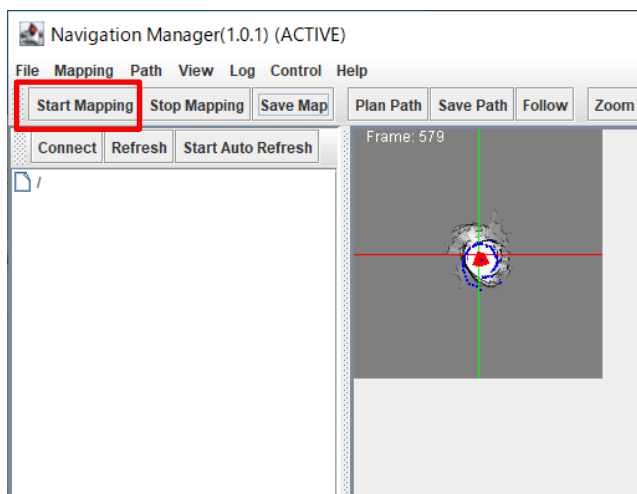 Navigation Manager(1.0.1) (ACTIVE)
File Mapping Path View Log Control Help
Start Mapping Stop Mapping Save Map Plan Path Save Path Follow Zoom
Connect Refresh Start Auto Refresh
Frame: 579
/